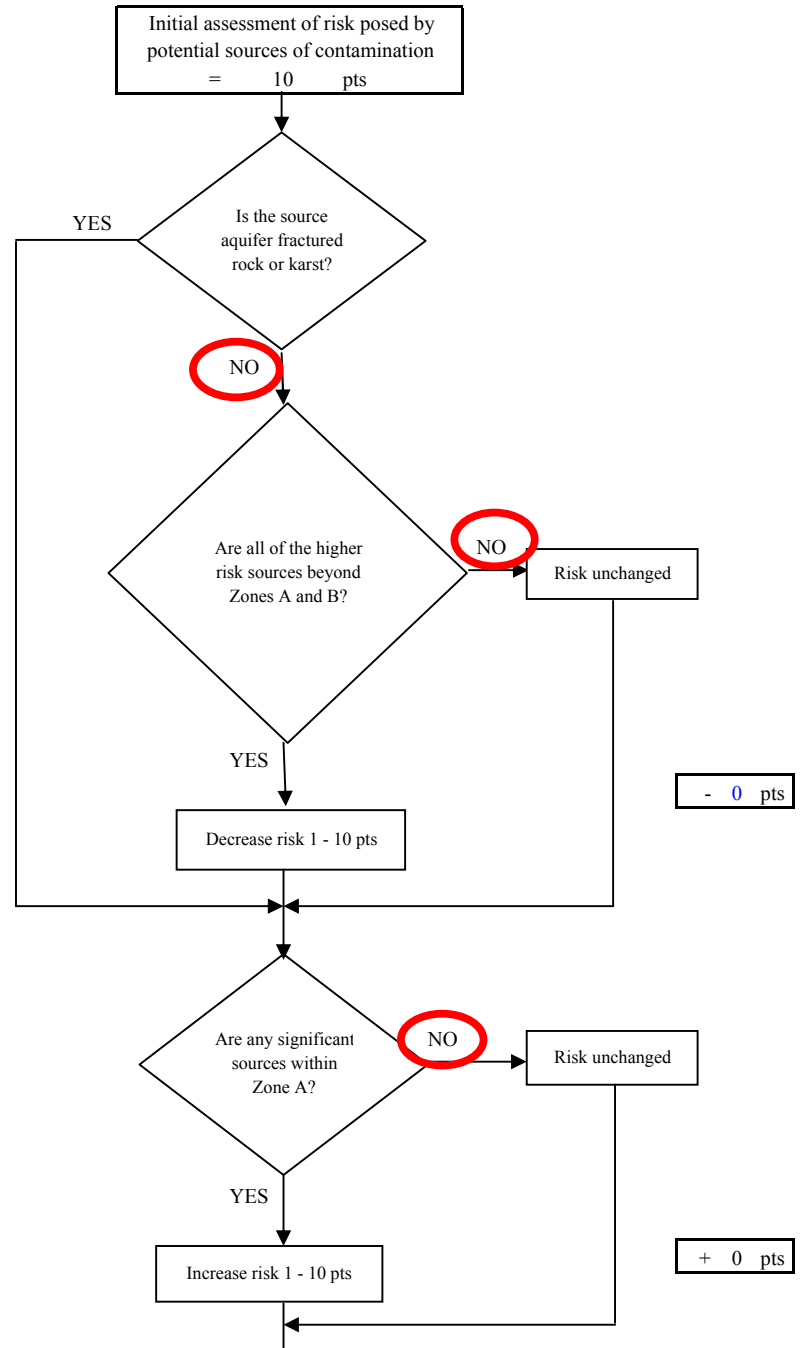 Initial assessment of risk posed by
potential sources of contamination
= 10 pts
YES
Is the source
aquifer fractured
rock or karst?
NO
Are all of the higher
risk sources beyond
Zones A and B?
NO
Risk unchanged
YES
- 0 pts
Decrease risk 1 - 10 pts
Are any significant
sources within
Zone A?
NO
Risk unchanged
YES
+ 0 pts
Increase risk 1 - 10 pts